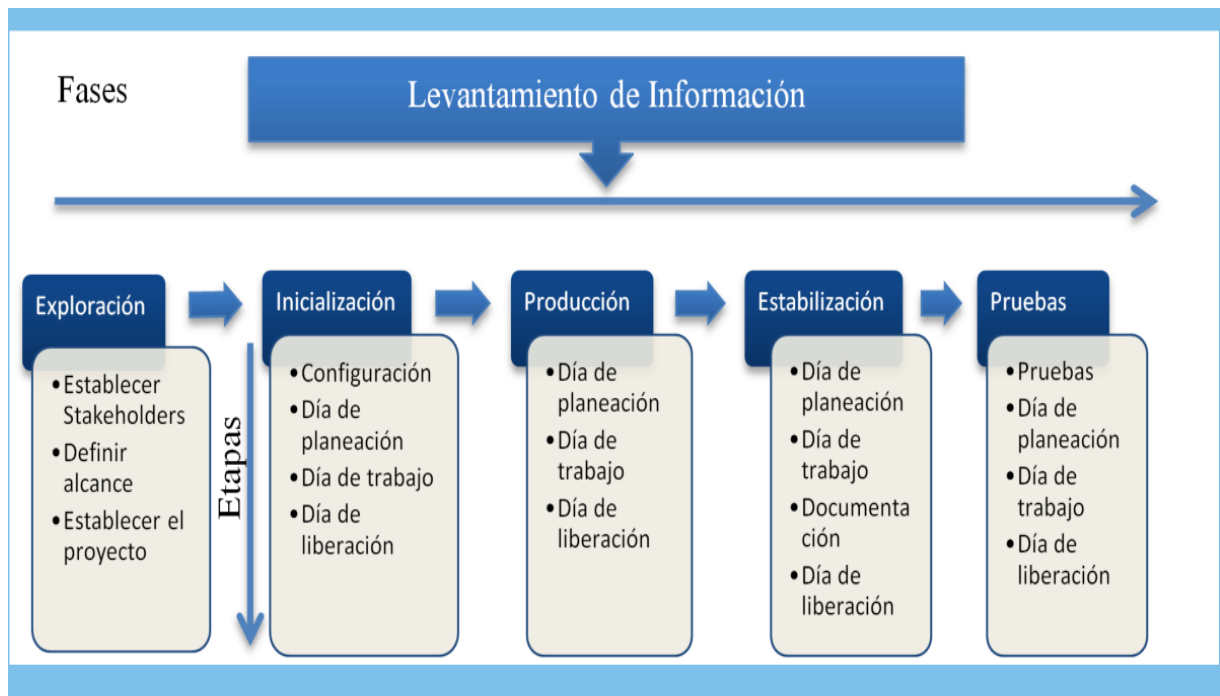 Fases
Levantamiento de Información
Exploración
•Establecer
Stakeholders
•Definir
alcance
•Establecer el
proyecto
Etapas
Inicialización
•Configuración
•Día de
planeación
•Día de trabajo
•Día de
liberación
Producción
•Día de
planeación
•Día de
trabajo
•Día de
liberación
Estabilización
•Día de
planeación
•Día de
trabajo
•Documenta
ción
•Día de
liberación
Pruebas
•Pruebas
•Día de
planeación
•Día de
trabajo
•Día de
liberación